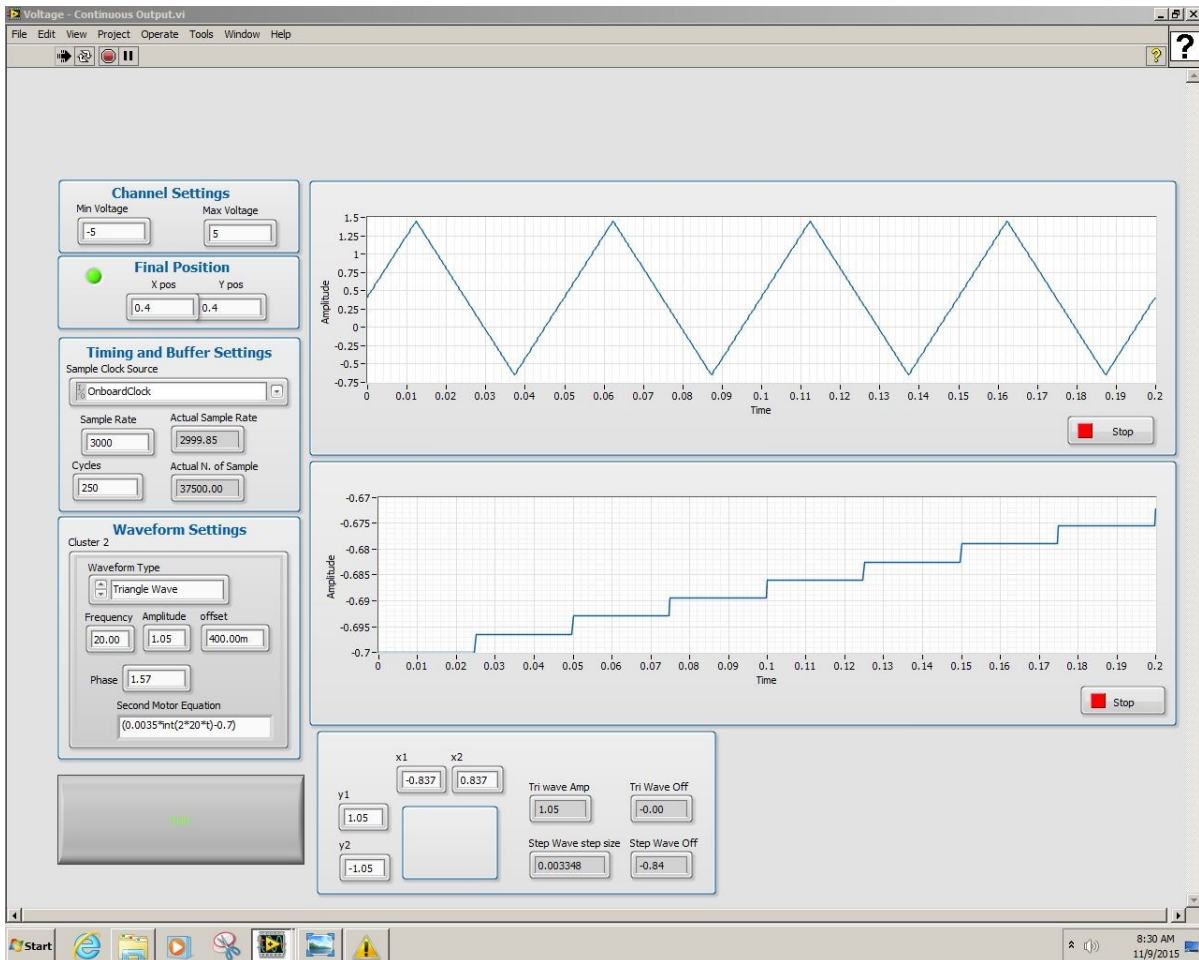 Voltage - Continuous Output.vi
File Edit View Project Operate Tools Window Help
?
?
Channel Settings
Min Voltage Max Voltage
-5 5
Final Position
X pos Y pos
0.4 0.4
Timing and Buffer Settings
Sample Clock Source
OnboardClock
Sample Rate Actual Sample Rate
3000 2999.85
Cycles Actual N. of Sample
250 37500.00
Waveform Settings
Cluster 2
Waveform Type
Triangle Wave
Frequency Amplitude offset
20.00 1.05 400.00m
Phase 1.57
Second Motor Equation
(0.0035*int(2*20*t)-0.7)
Amplitude
1.5
1.25
1
0.75
0.5
0.25
0
-0.25
-0.5
-0.75
0 0.01 0.02 0.03 0.04 0.05 0.06 0.07 0.08 0.09 0.1 0.11 0.12 0.13 0.14 0.15 0.16 0.17 0.18 0.19 0.2
Time
Stop
Amplitude
-0.67
-0.675
-0.68
-0.685
-0.69
-0.695
-0.7
0 0.01 0.02 0.03 0.04 0.05 0.06 0.07 0.08 0.09 0.1 0.11 0.12 0.13 0.14 0.15 0.16 0.17 0.18 0.19 0.2
Time
Stop
x1 x2
-0.837 0.837
y1
1.05
y2
-1.05
Tri wave Amp Tri Wave Off
1.05 -0.00
Step Wave step size Step Wave Off
0.003348 -0.84
Start
8:30 AM
11/9/2015